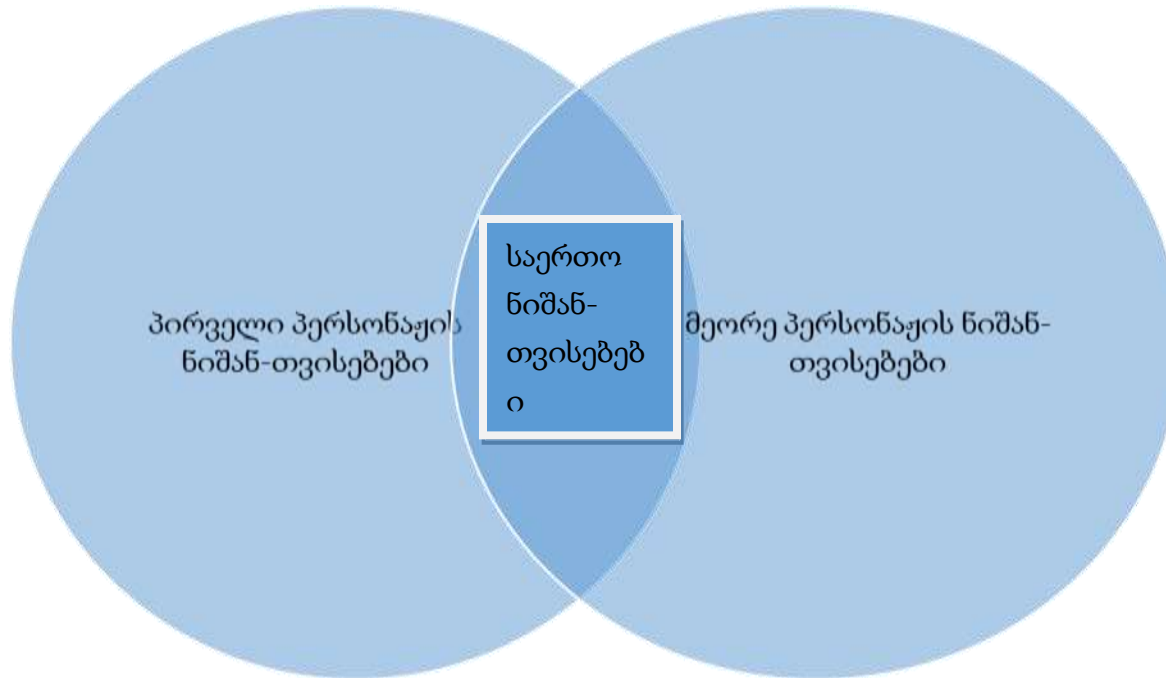 პირველი პერსონაჟის
ნიშან-თვისებები
საერთო
ნიშან-
თვისებებ
ი
მეორე პერსონაჟის ნიშან-
თვისებები